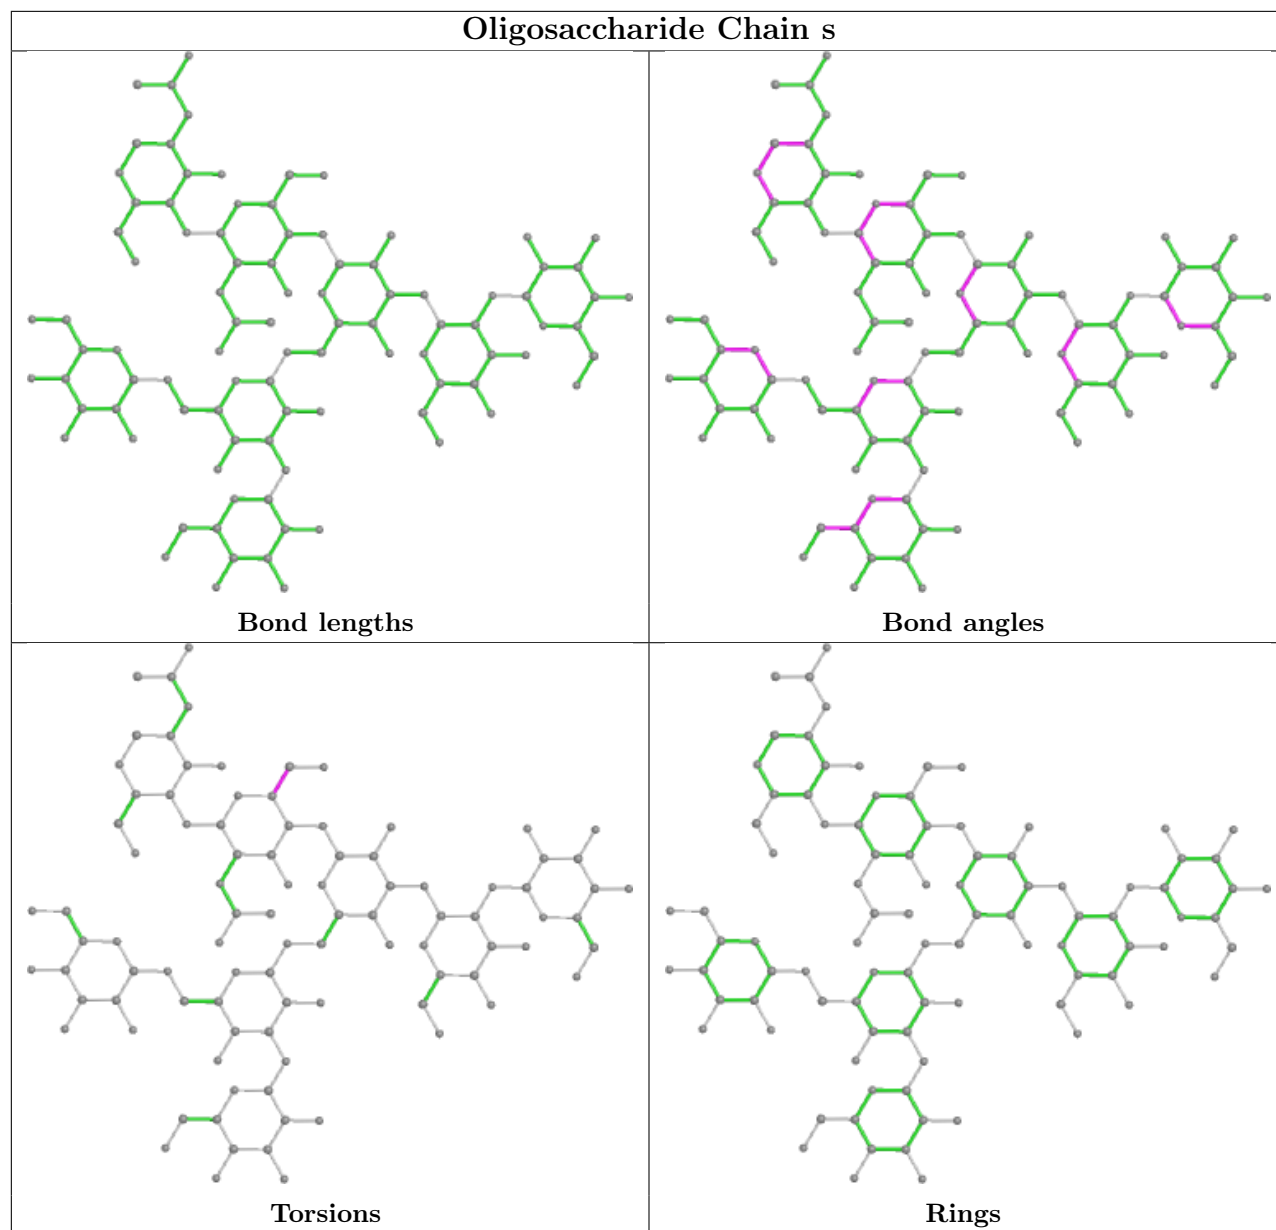 Oligosaccharide Chain s
Bond lengths
Bond angles
Torsions
Rings